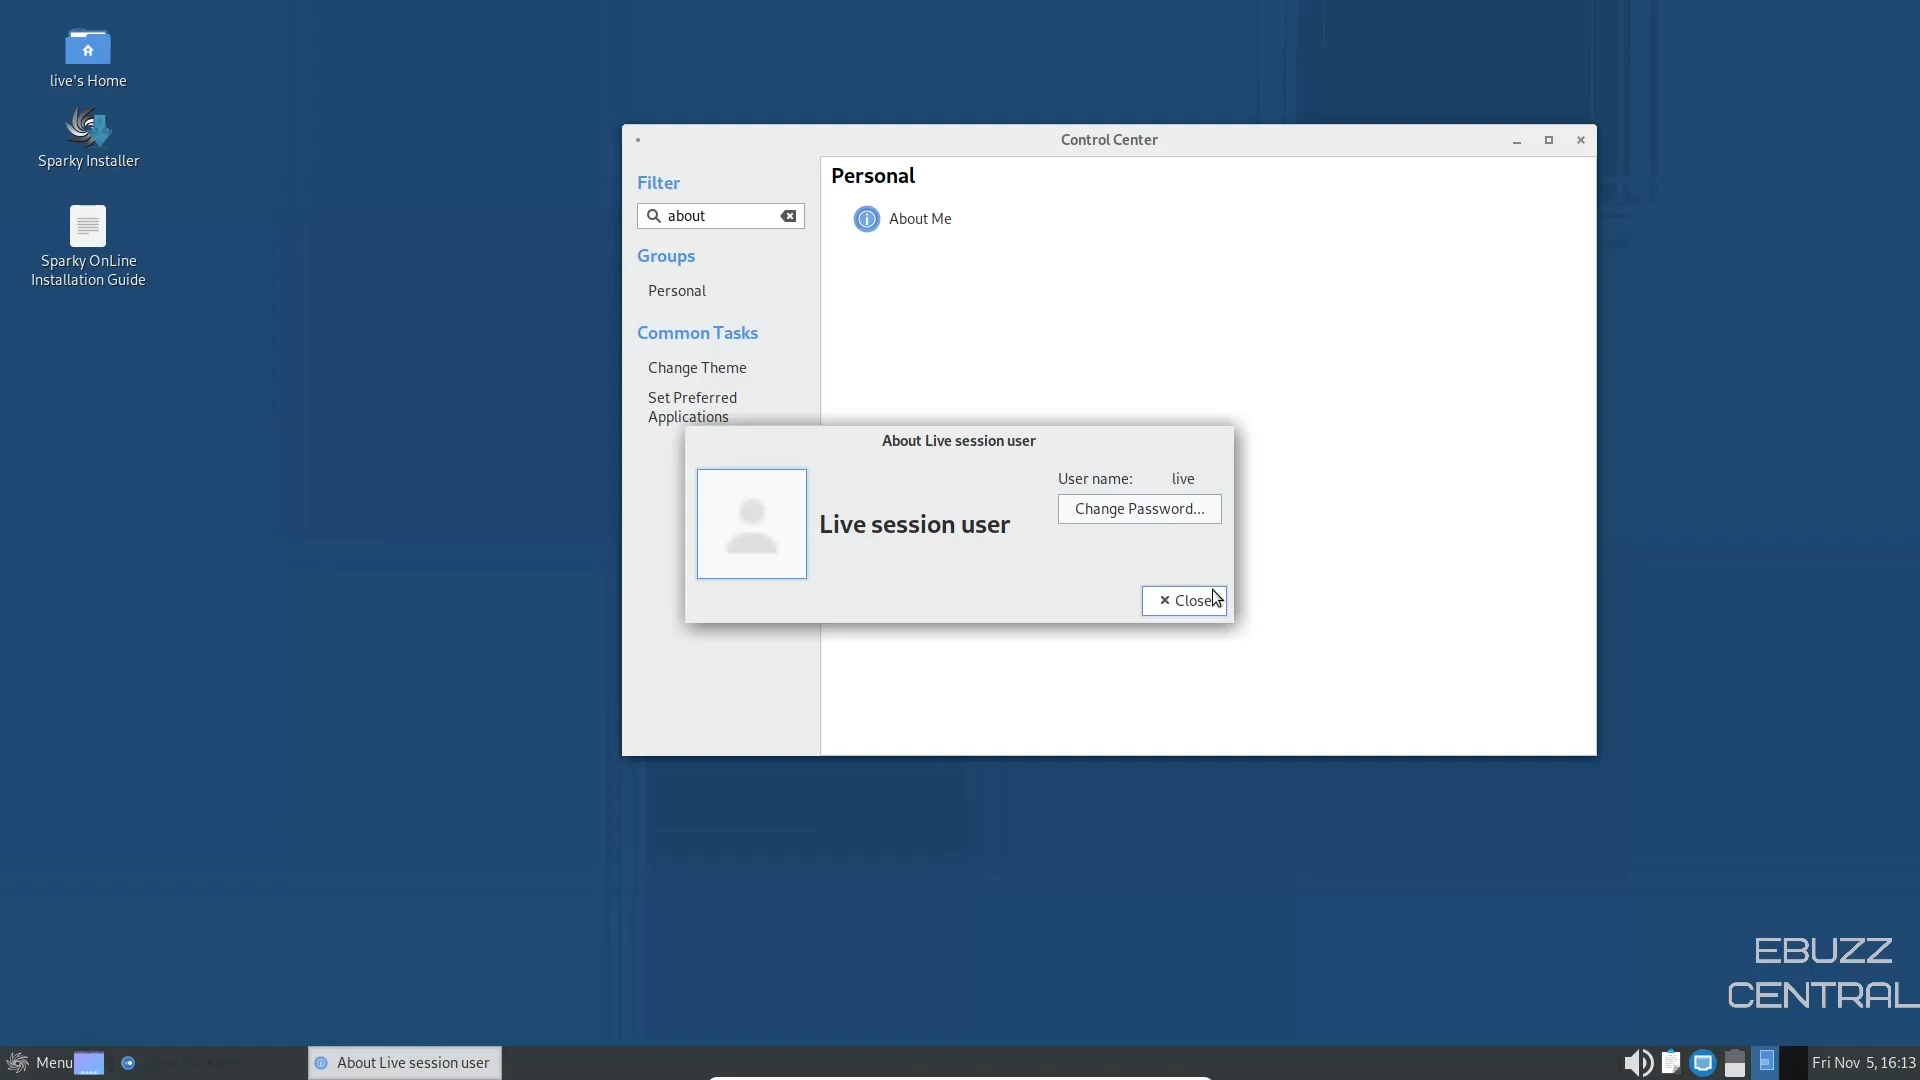 live's Home
Sparky Installer
Sparky OnLine
Installation Guide
Control Center
Filter
about
Groups
Personal
Common Tasks
Change Theme
Set Preferred
Applications
Personal
About Me
About Live session user
Live session user
User name: live
Change Password...
Close
EBUZZ
CENTRAL
Menu
About Live session user
Fri Nov 5, 16:13